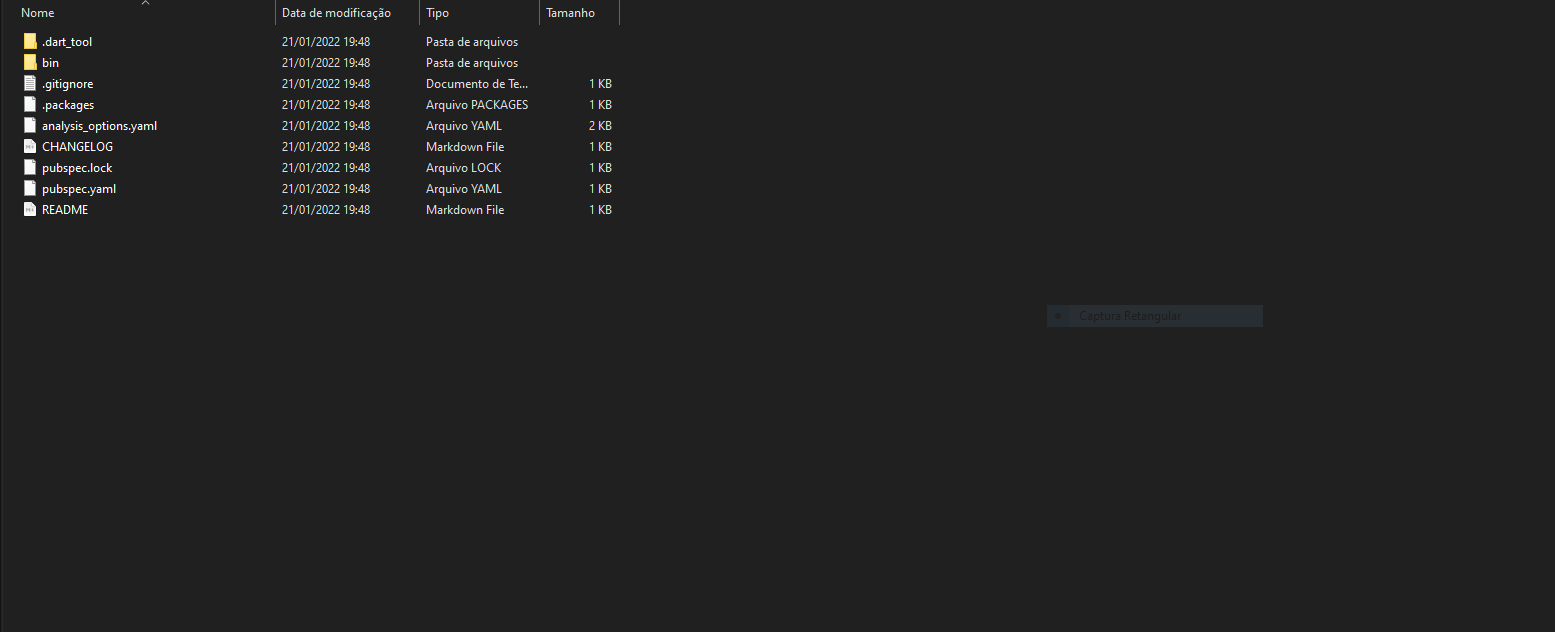 Nome Data de modificação Tipo Tamanho
.dart_tool 21/01/2022 19:48 Pasta de arquivos
bin 21/01/2022 19:48 Pasta de arquivos
.gitignore 21/01/2022 19:48 Documento de Te... 1 KB
.packages 21/01/2022 19:48 Arquivo PACKAGES 1 KB
analysis_options.yaml 21/01/2022 19:48 Arquivo YAML 2 KB
CHANGELOG 21/01/2022 19:48 Markdown File 1 KB
pubspec.lock 21/01/2022 19:48 Arquivo LOCK 1 KB
pubspec.yaml 21/01/2022 19:48 Arquivo YAML 1 KB
README 21/01/2022 19:48 Markdown File 1 KB
Captura Retangular